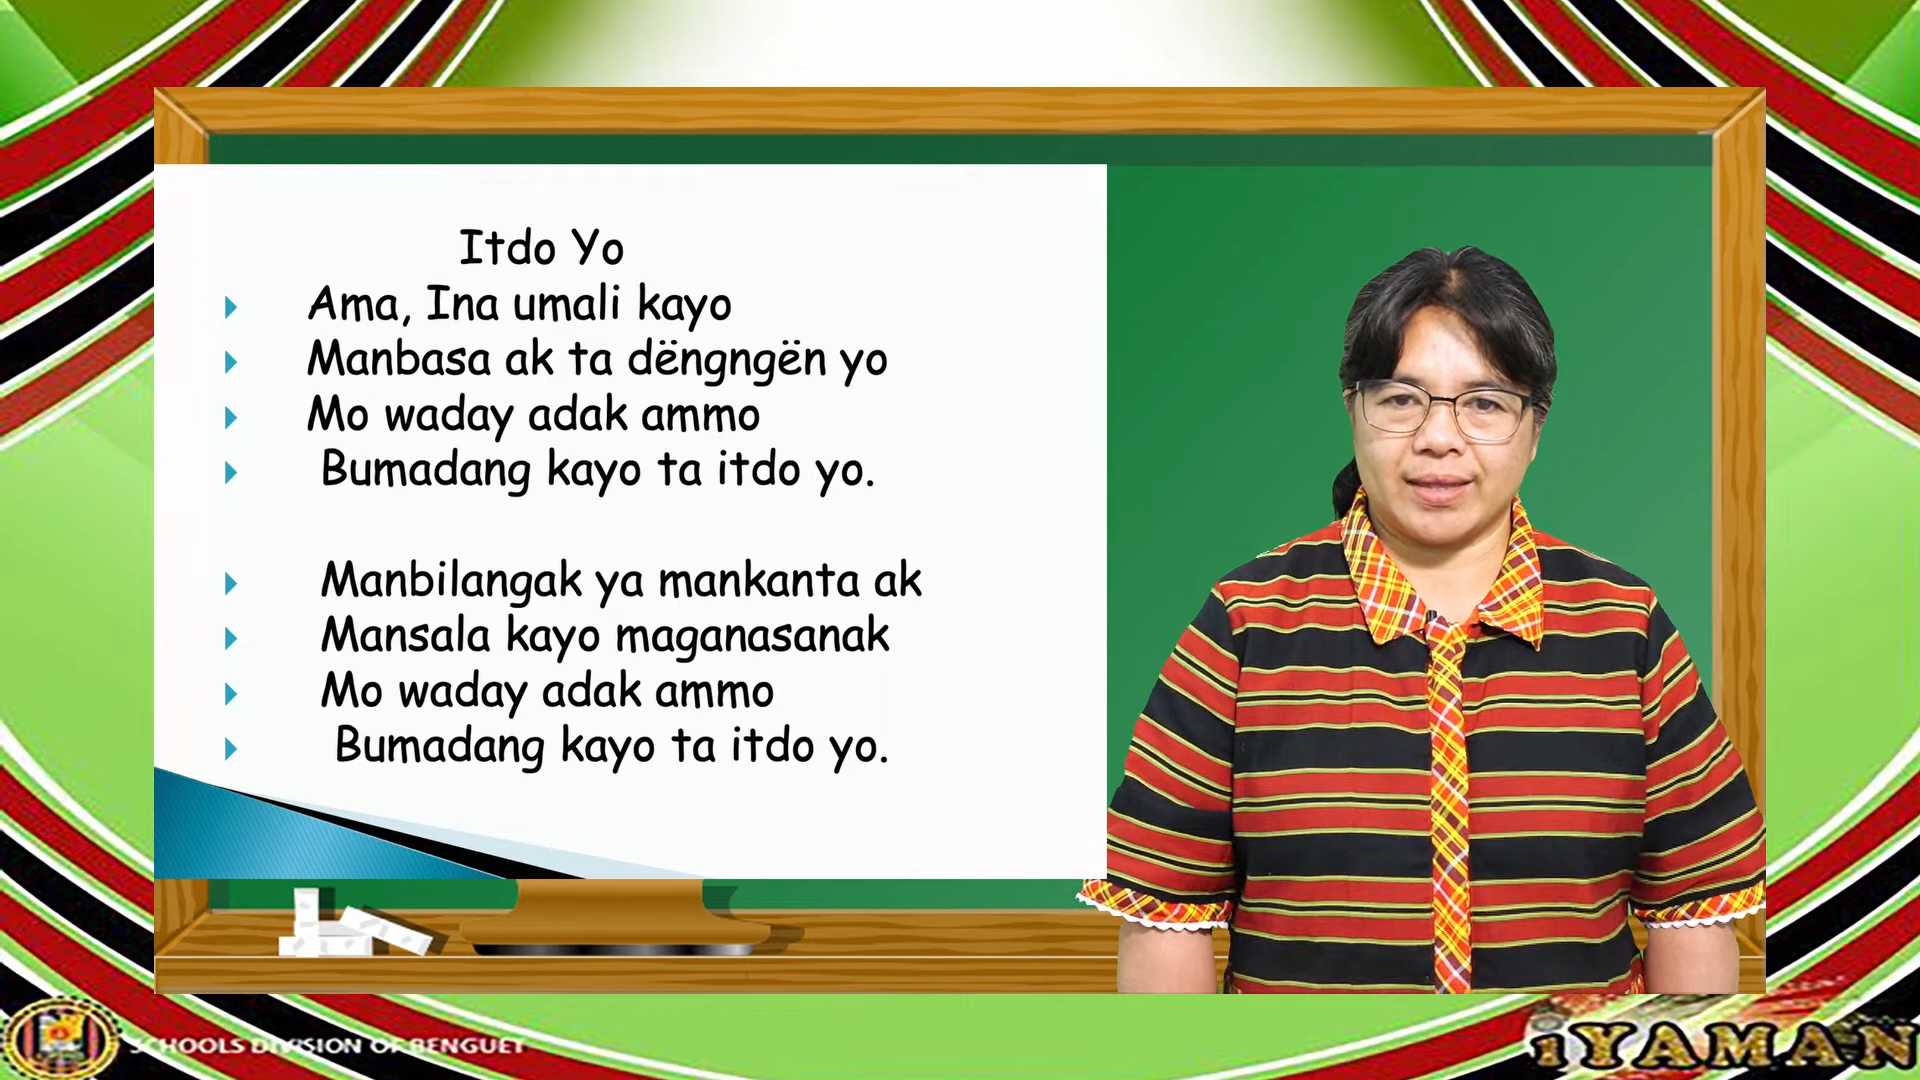 Itdo Yo
Ama, Ina umali kayo
Manbasa ak ta dëngngën yo
Mo waday adak ammo
Bumadang kayo ta itdo yo.
Manbilangak ya mankanta ak
Mansala kayo maganasanak
Mo waday adak ammo
Bumadang kayo ta itdo yo.
SCHOOLS DIVISION OF BENGUET
iYAMAN